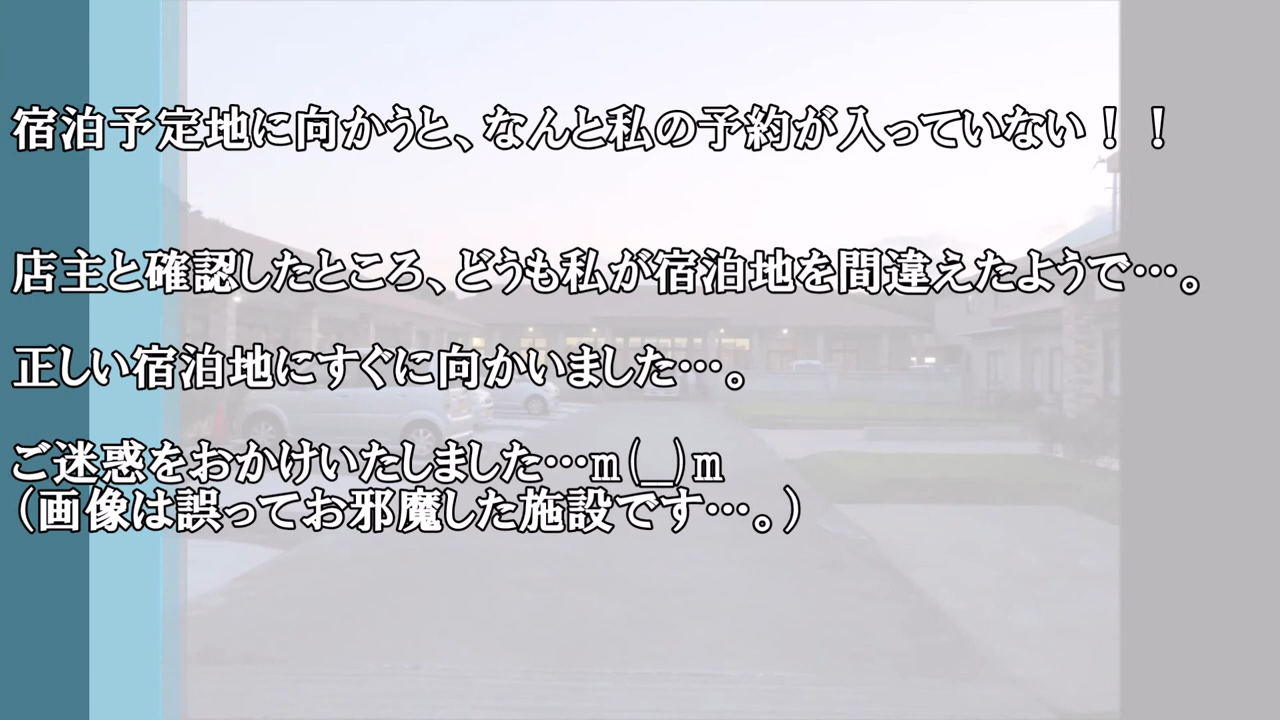 宿泊予定地に向かうと、なんと私の予約が入っていない！！
店主と確認したところ、どうも私が宿泊地を間違えたようで…。
正しい宿泊地にすぐに向かいました…。
ご迷惑をおかけいたしました…m(_)m
（画像は誤ってお邪魔した施設です…。）